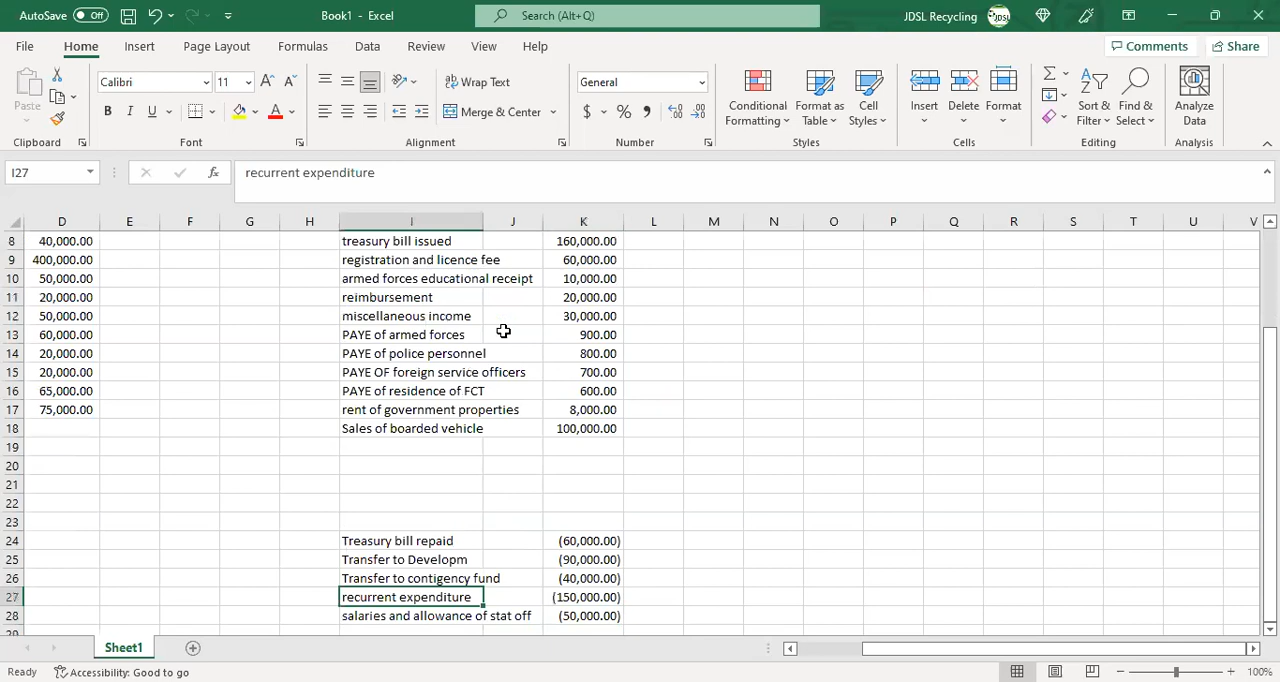 AutoSave Off Book1 - Excel Search (Alt+Q) JDSL Recycling
File Home Insert Page Layout Formulas Data Review View Help Comments Share
Paste Calibri 11 A A Wrap Text General Conditional Formatting Format as Table Cell Styles Insert Delete Format Sort & Filter Find & Select Analyze Data
B I U A Merge & Center $ % ,
Clipboard Font Alignment Number Styles Cells Editing Analysis
I27 fx recurrent expenditure
D E F G H I J K L M N O P Q R S T U V
8 40,000.00 treasury bill issued 160,000.00
9 400,000.00 registration and licence fee 60,000.00
10 50,000.00 armed forces educational receipt 10,000.00
11 20,000.00 reimbursement 20,000.00
12 50,000.00 miscellaneous income 30,000.00
13 60,000.00 PAYE of armed forces 900.00
14 20,000.00 PAYE of police personnel 800.00
15 20,000.00 PAYE OF foreign service officers 700.00
16 65,000.00 PAYE of residence of FCT 600.00
17 75,000.00 rent of government properties 8,000.00
18 Sales of boarded vehicle 100,000.00
19
20
21
22
23
24 Treasury bill repaid (60,000.00)
25 Transfer to Developm (90,000.00)
26 Transfer to contigency fund (40,000.00)
27 recurrent expenditure (150,000.00)
28 salaries and allowance of stat off (50,000.00)
Sheet1
Ready Accessibility: Good to go 100%